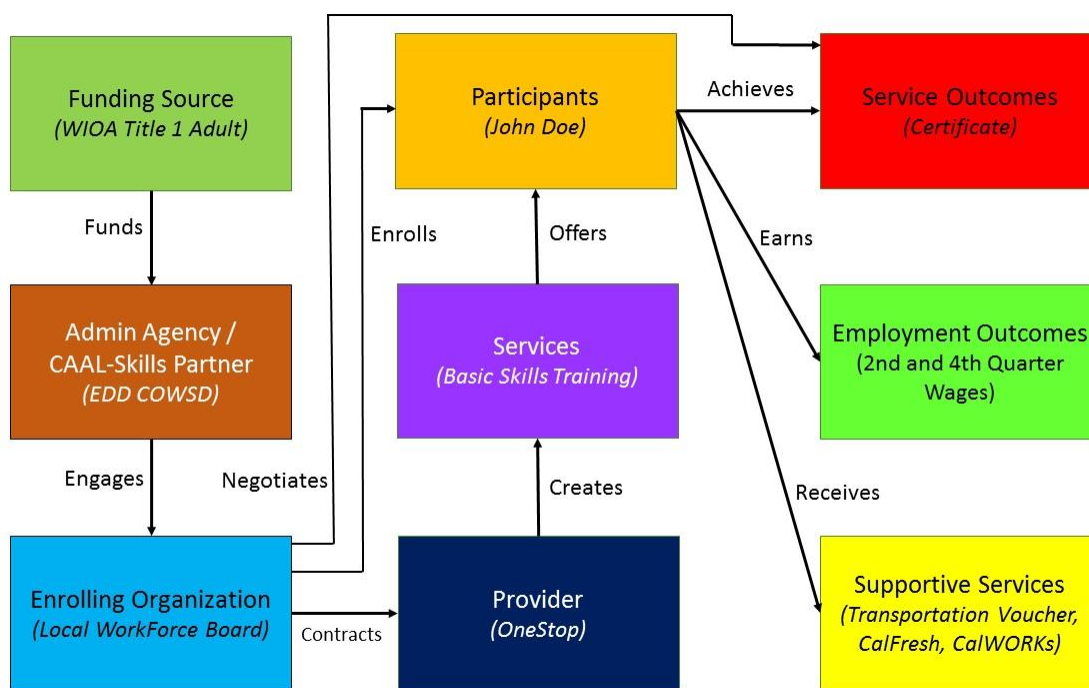 Funding Source
(WIOA Title 1 Adult)
Participants
(John Doe)
Achieves
Service Outcomes
(Certificate)
Funds
Enrolls
Offers
Earns
Admin Agency /
CAAL-Skills Partner
(EDD COWSD)
Services
(Basic Skills Training)
Employment Outcomes
(2nd and 4th Quarter
Wages)
Engages
Negotiates
Creates
Receives
Enrolling Organization
(Local WorkForce Board)
Contracts
Provider
(OneStop)
Supportive Services
(Transportation Voucher,
CalFresh, CalWORKs)